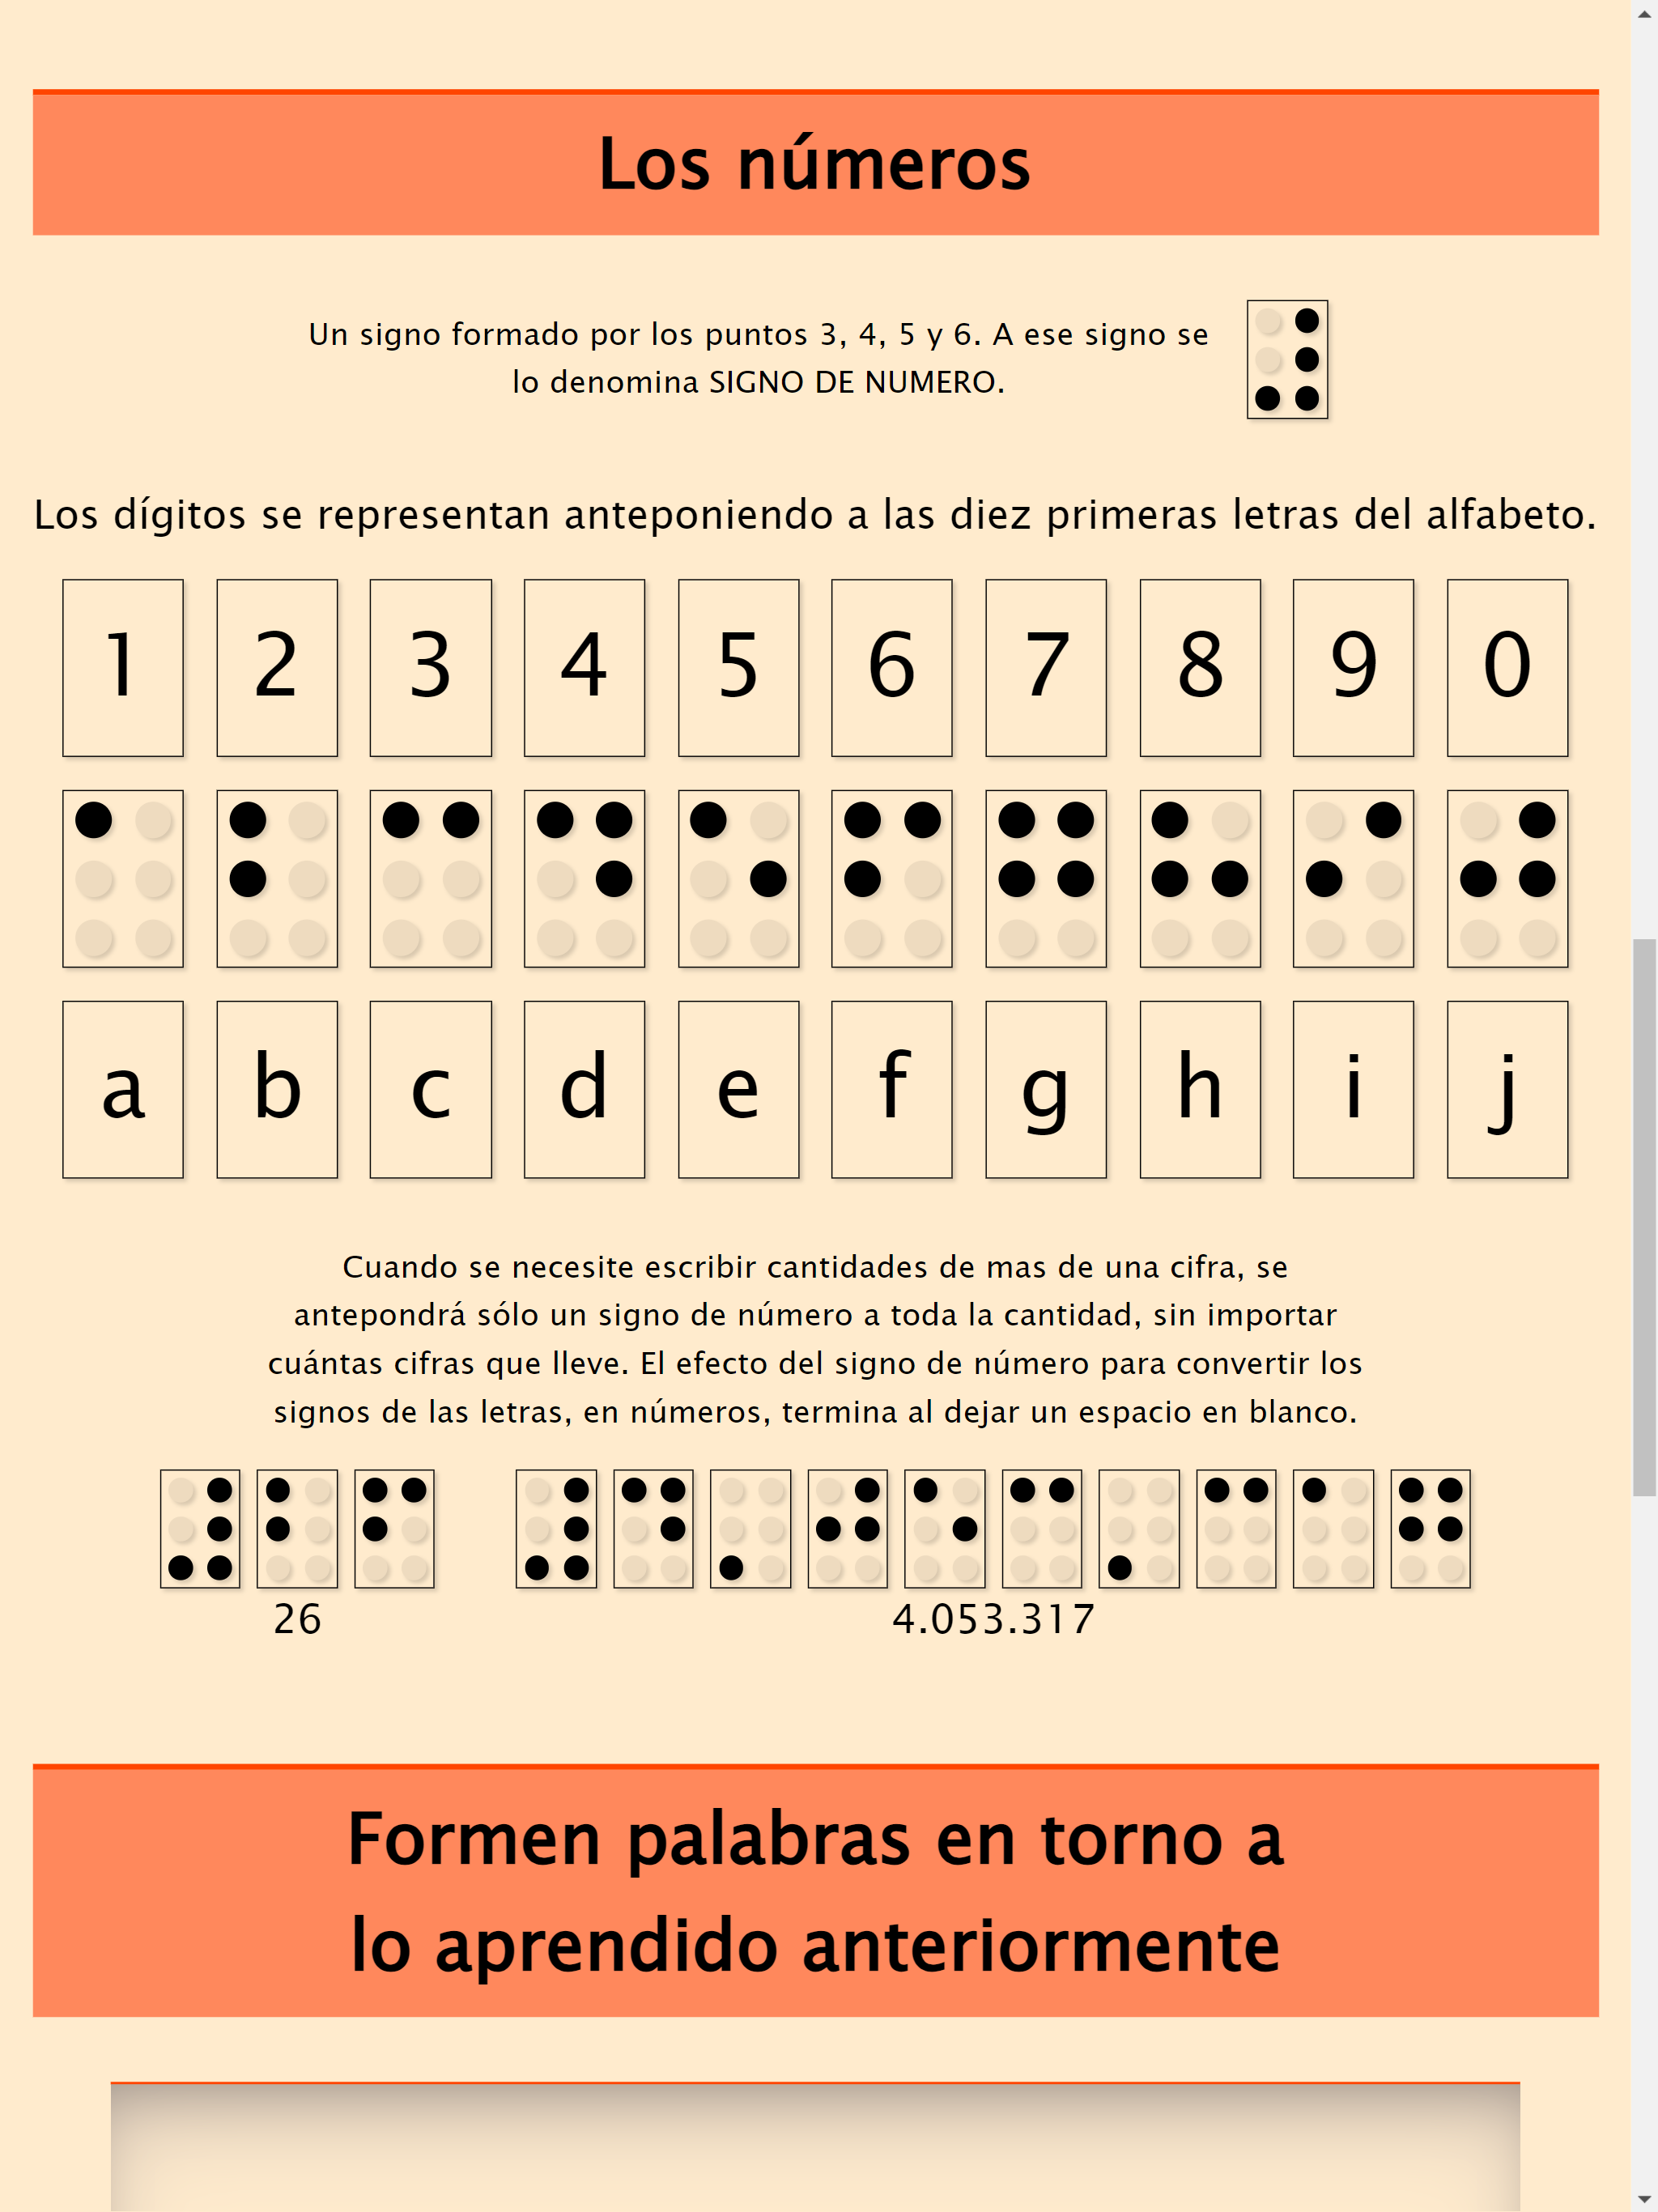 Los números
Un signo formado por los puntos 3, 4, 5 y 6. A ese signo se
lo denomina SIGNO DE NUMERO.
Los dígitos se representan anteponiendo a las diez primeras letras del alfabeto.
1 2 3 4 5 6 7 8 9 0
a b c d e f g h i j
Cuando se necesite escribir cantidades de mas de una cifra, se
antepondrá sólo un signo de número a toda la cantidad, sin importar
cuántas cifras que lleve. El efecto del signo de número para convertir los
signos de las letras, en números, termina al dejar un espacio en blanco.
26 4.053.317
Formen palabras en torno a
lo aprendido anteriormente